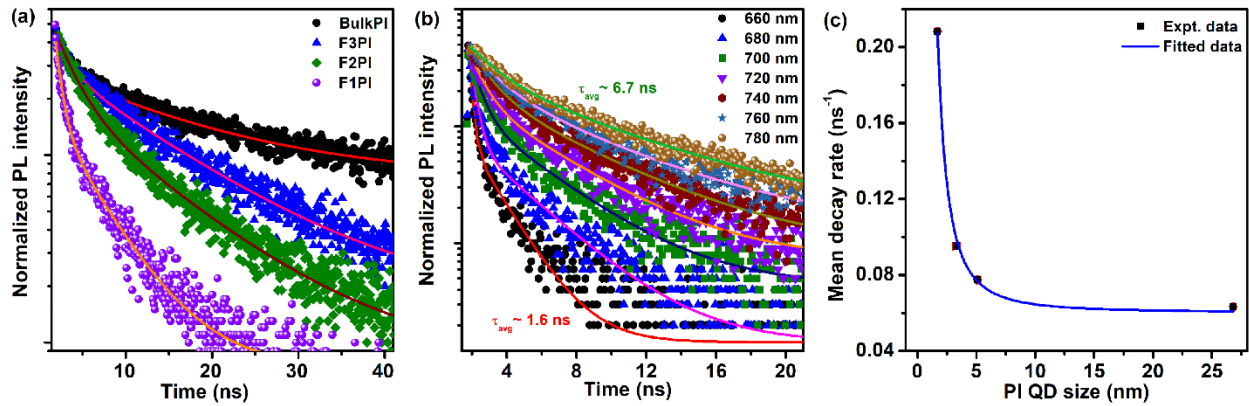 (a)
BulkPI
F3PI
F2PI
F1PI
Normalized PL intensity
10
20
30
40
Time (ns)
(b)
660 nm
680 nm
700 nm
720 nm
740 nm
760 nm
780 nm
τavg~ 6.7 ns
τavg~ 1.6 ns
Normalized PL intensity
4
8
12
16
20
Time (ns)
(c)
Expt. data
Fitted data
Mean decay rate (ns-1)
0.20
0.16
0.12
0.08
0.04
0
5
10
15
20
25
PI QD size (nm)